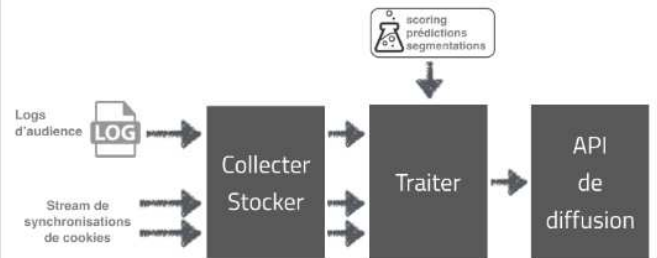 scoring
prédictions
segmentations
Logs
d'audience
LOG
Stream de
synchronisations
de cookies
Collecter
Stocker
Traiter
API
de
diffusion